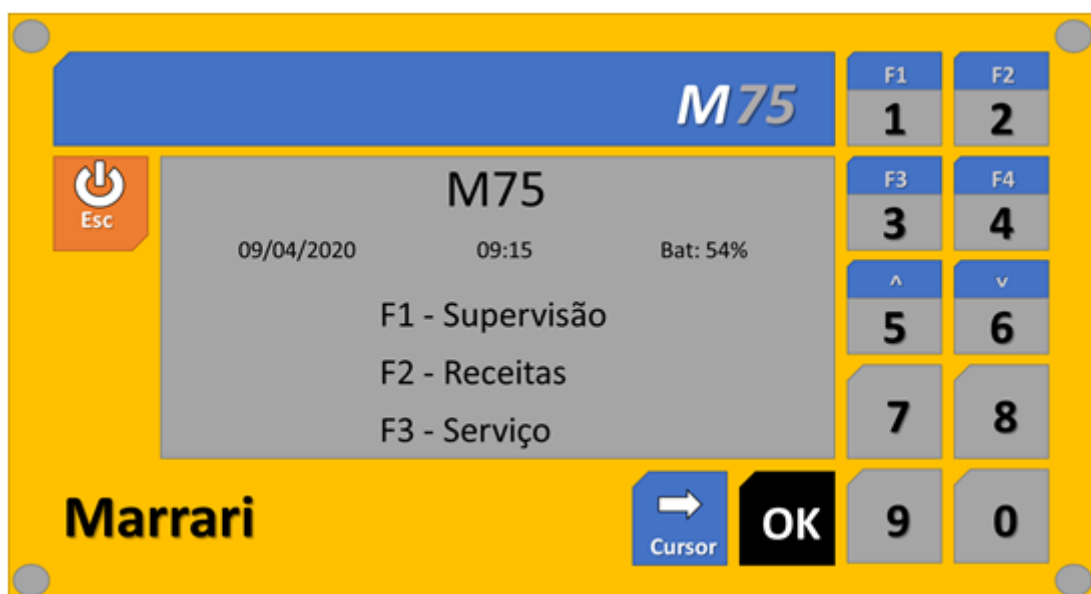 M75
F1
F2
1
2
Esc
M75
09/04/2020 09:15 Bat: 54%
F1 - Supervisão
F2 - Receitas
F3 - Serviço
F3
F4
3
4
^
v
5
6
7
8
Marrari
Cursor
OK
9
0